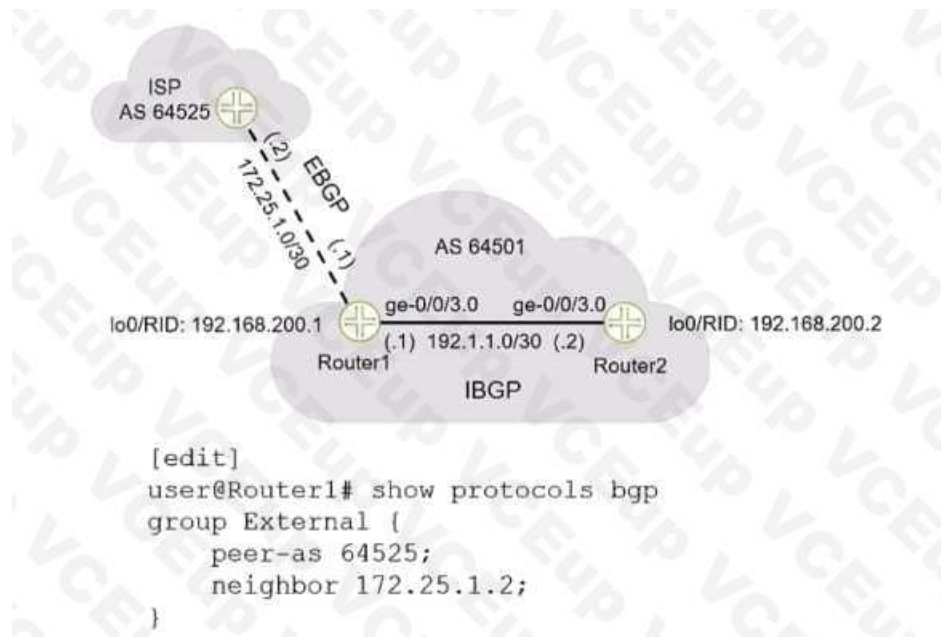 ISP
AS 64525
(.2)
EBGP
172.25.1.0/30
(.1)
AS 64501
ge-0/0/3.0 ge-0/0/3.0
lo0/RID: 192.168.200.1
lo0/RID: 192.168.200.2
(.1) 192.1.1.0/30 (.2)
Router1
Router2
IBGP
[edit]
user@Router1# show protocols bgp
group External {
peer-as 64525;
neighbor 172.25.1.2;
}
VCEup